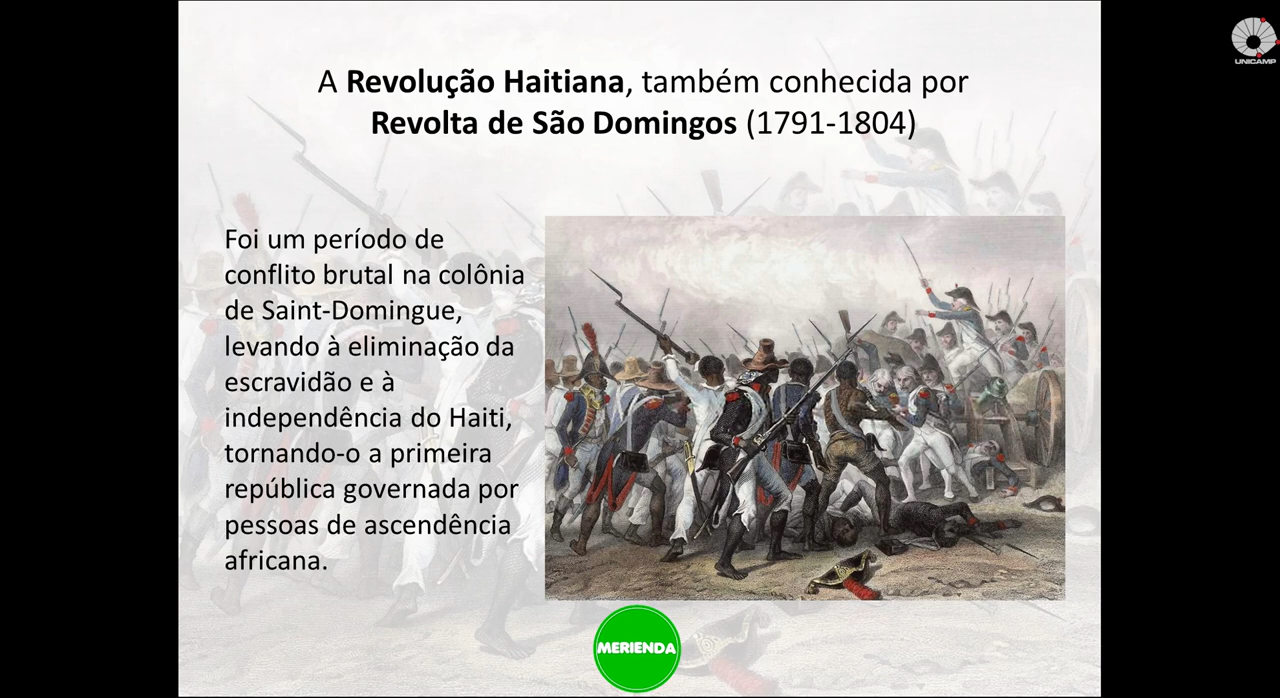 UNICAMP
A Revolução Haitiana, também conhecida por
Revolta de São Domingos (1791-1804)
Foi um período de
conflito brutal na colônia
de Saint-Domingue,
levando à eliminação da
escravidão e à
independência do Haiti,
tornando-o a primeira
república governada por
pessoas de ascendência
africana.
MERIENDA